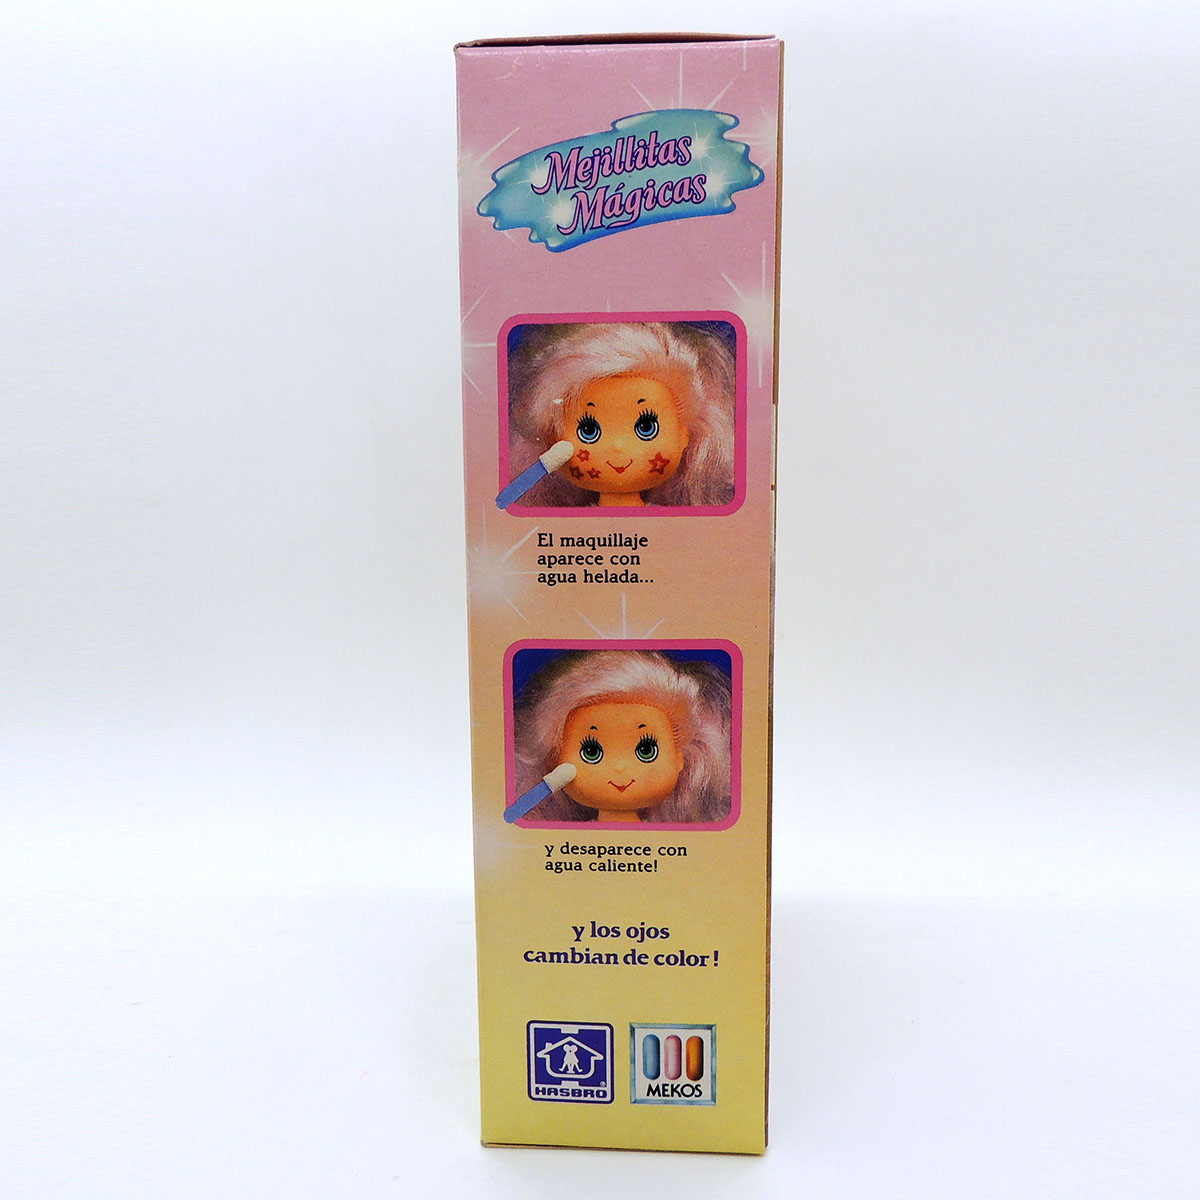 Mejillitas
Mágicas
El maquillaje
aparece con
agua helada...
y desaparece con
agua caliente!
y los ojos
cambian de color!
HASBRO®
MEKOS